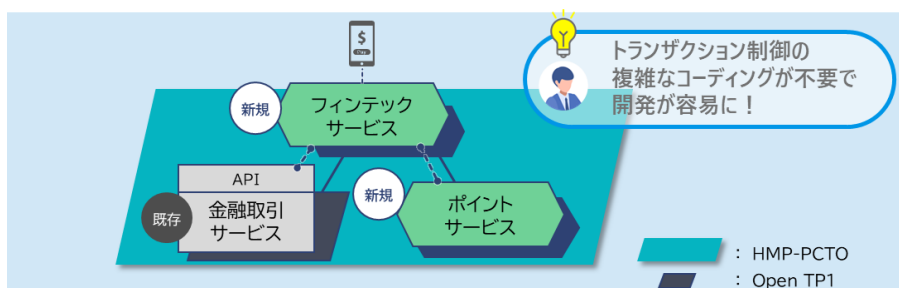 $
トランザクション制御の
複雑なコーディングが不要で
開発が容易に！
新規
フィンテック
サービス
API
既存
金融取引
サービス
新規
ポイント
サービス
： HMP-PCTO
： Open TP1